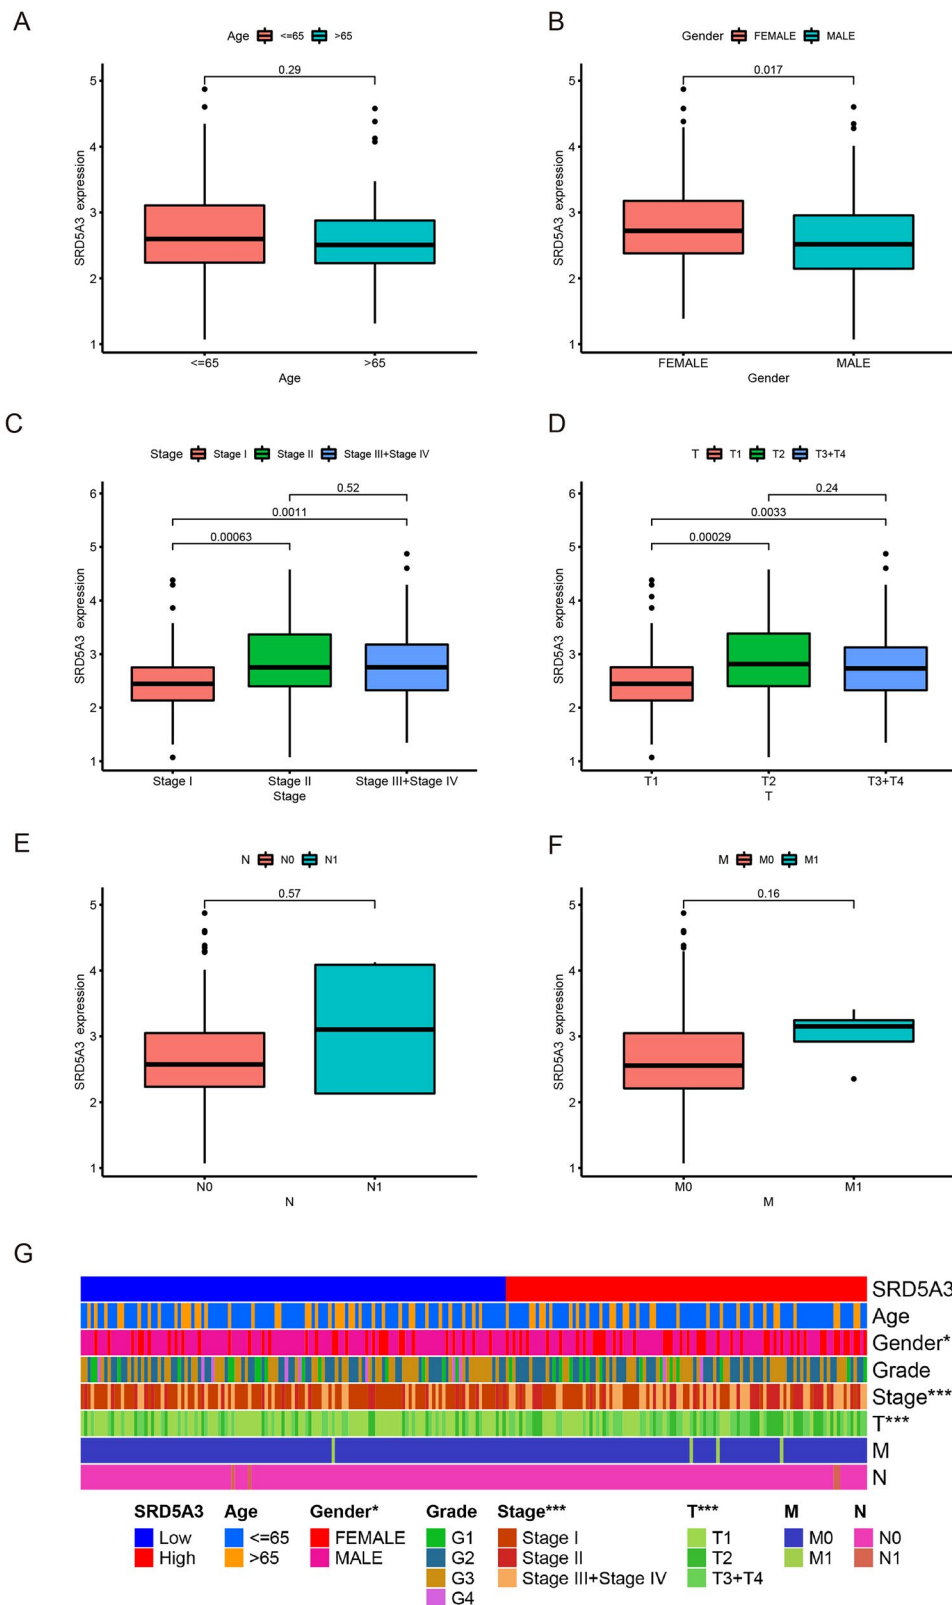 A
Age <=65 >65
SRD5A3 expression
5
4
3
2
1
0.29
<=65 >65
Age
B
Gender FEMALE MALE
SRD5A3 expression
5
4
3
2
1
0.017
FEMALE MALE
Gender
C
Stage Stage I Stage II Stage III+Stage IV
SRD5A3 expression
6
5
4
3
2
1
0.52
0.0011
0.00063
Stage I Stage II Stage III+Stage IV
Stage
D
T T1 T2 T3+T4
SRD5A3 expression
6
5
4
3
2
1
0.24
0.0033
0.00029
T1 T2 T3+T4
T
E
N N0 N1
SRD5A3 expression
5
4
3
2
1
0.57
N0 N1
N
F
M M0 M1
SRD5A3 expression
5
4
3
2
1
0.16
M0 M1
M
G
SRD5A3
Age
Gender*
Grade
Stage***
T***
M
N
SRD5A3 Age Gender* Grade Stage*** T*** M N
Low <=65 FEMALE G1 Stage I T1 M0 N0
High >65 MALE G2 Stage II T2 M1 N1
G3 Stage III+Stage IV T3+T4
G4